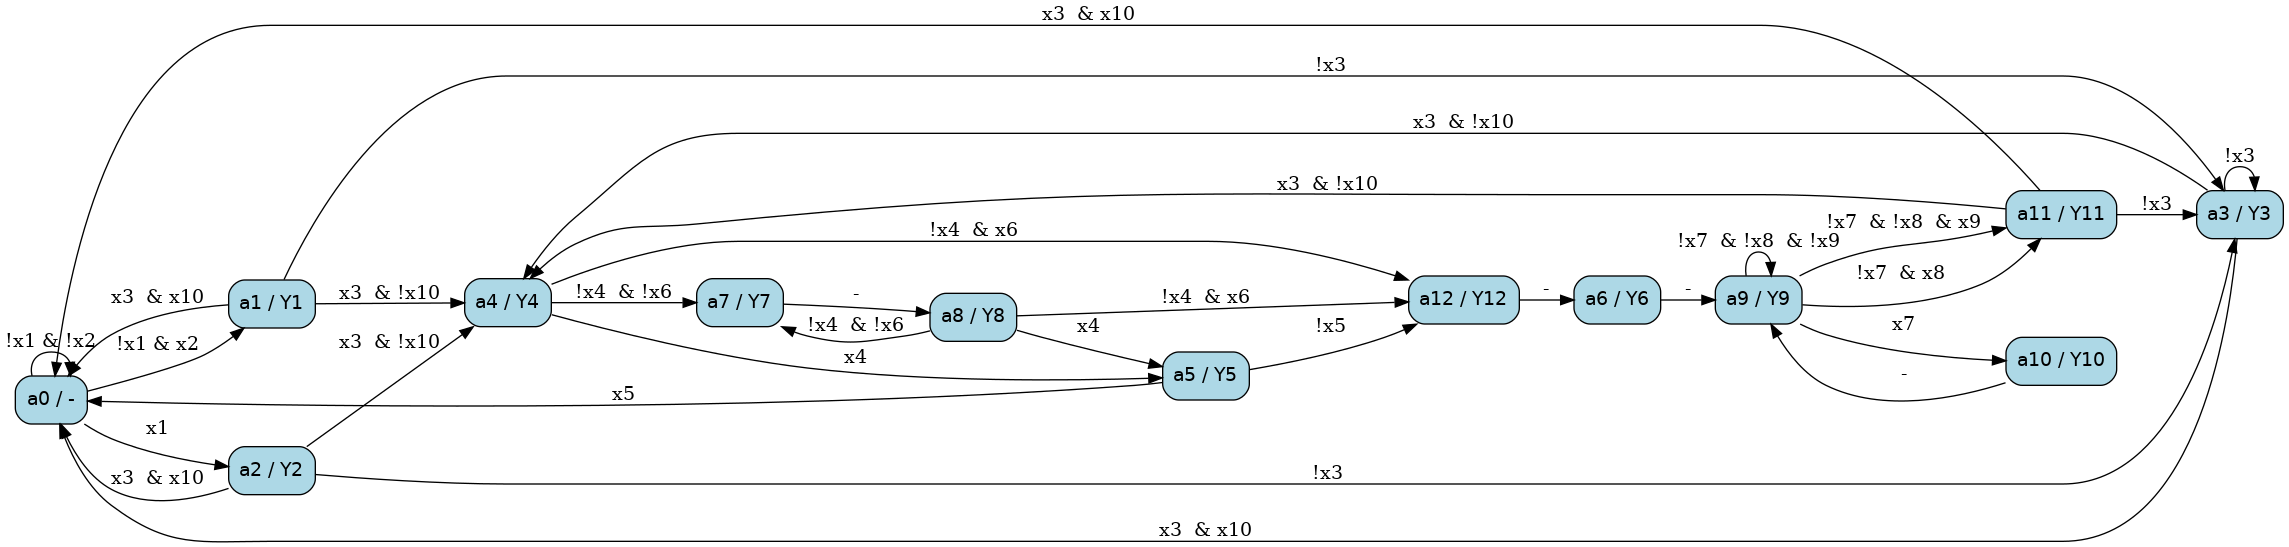 x3 & x10
!x3
x3 & !x10
!x3
x3 & !x10
!x3
a11 / Y11
a3 / Y3
!x7 & !x8 & x9
!x4 & x6
!x7 & !x8 & !x9
!x7 & x8
x3 & x10
a1 / Y1
x3 & !x10
a4 / Y4
!x4 & !x6
a7 / Y7
-
a8 / Y8
!x4 & x6
a12 / Y12
-
a6 / Y6
-
a9 / Y9
!x4 & !x6
x4
!x5
x7
!x1 & !x2
!x1 & x2
x3 & !x10
x4
a10 / Y10
a5 / Y5
-
a0 / -
x5
x1
a2 / Y2
x3 & x10
!x3
x3 & x10